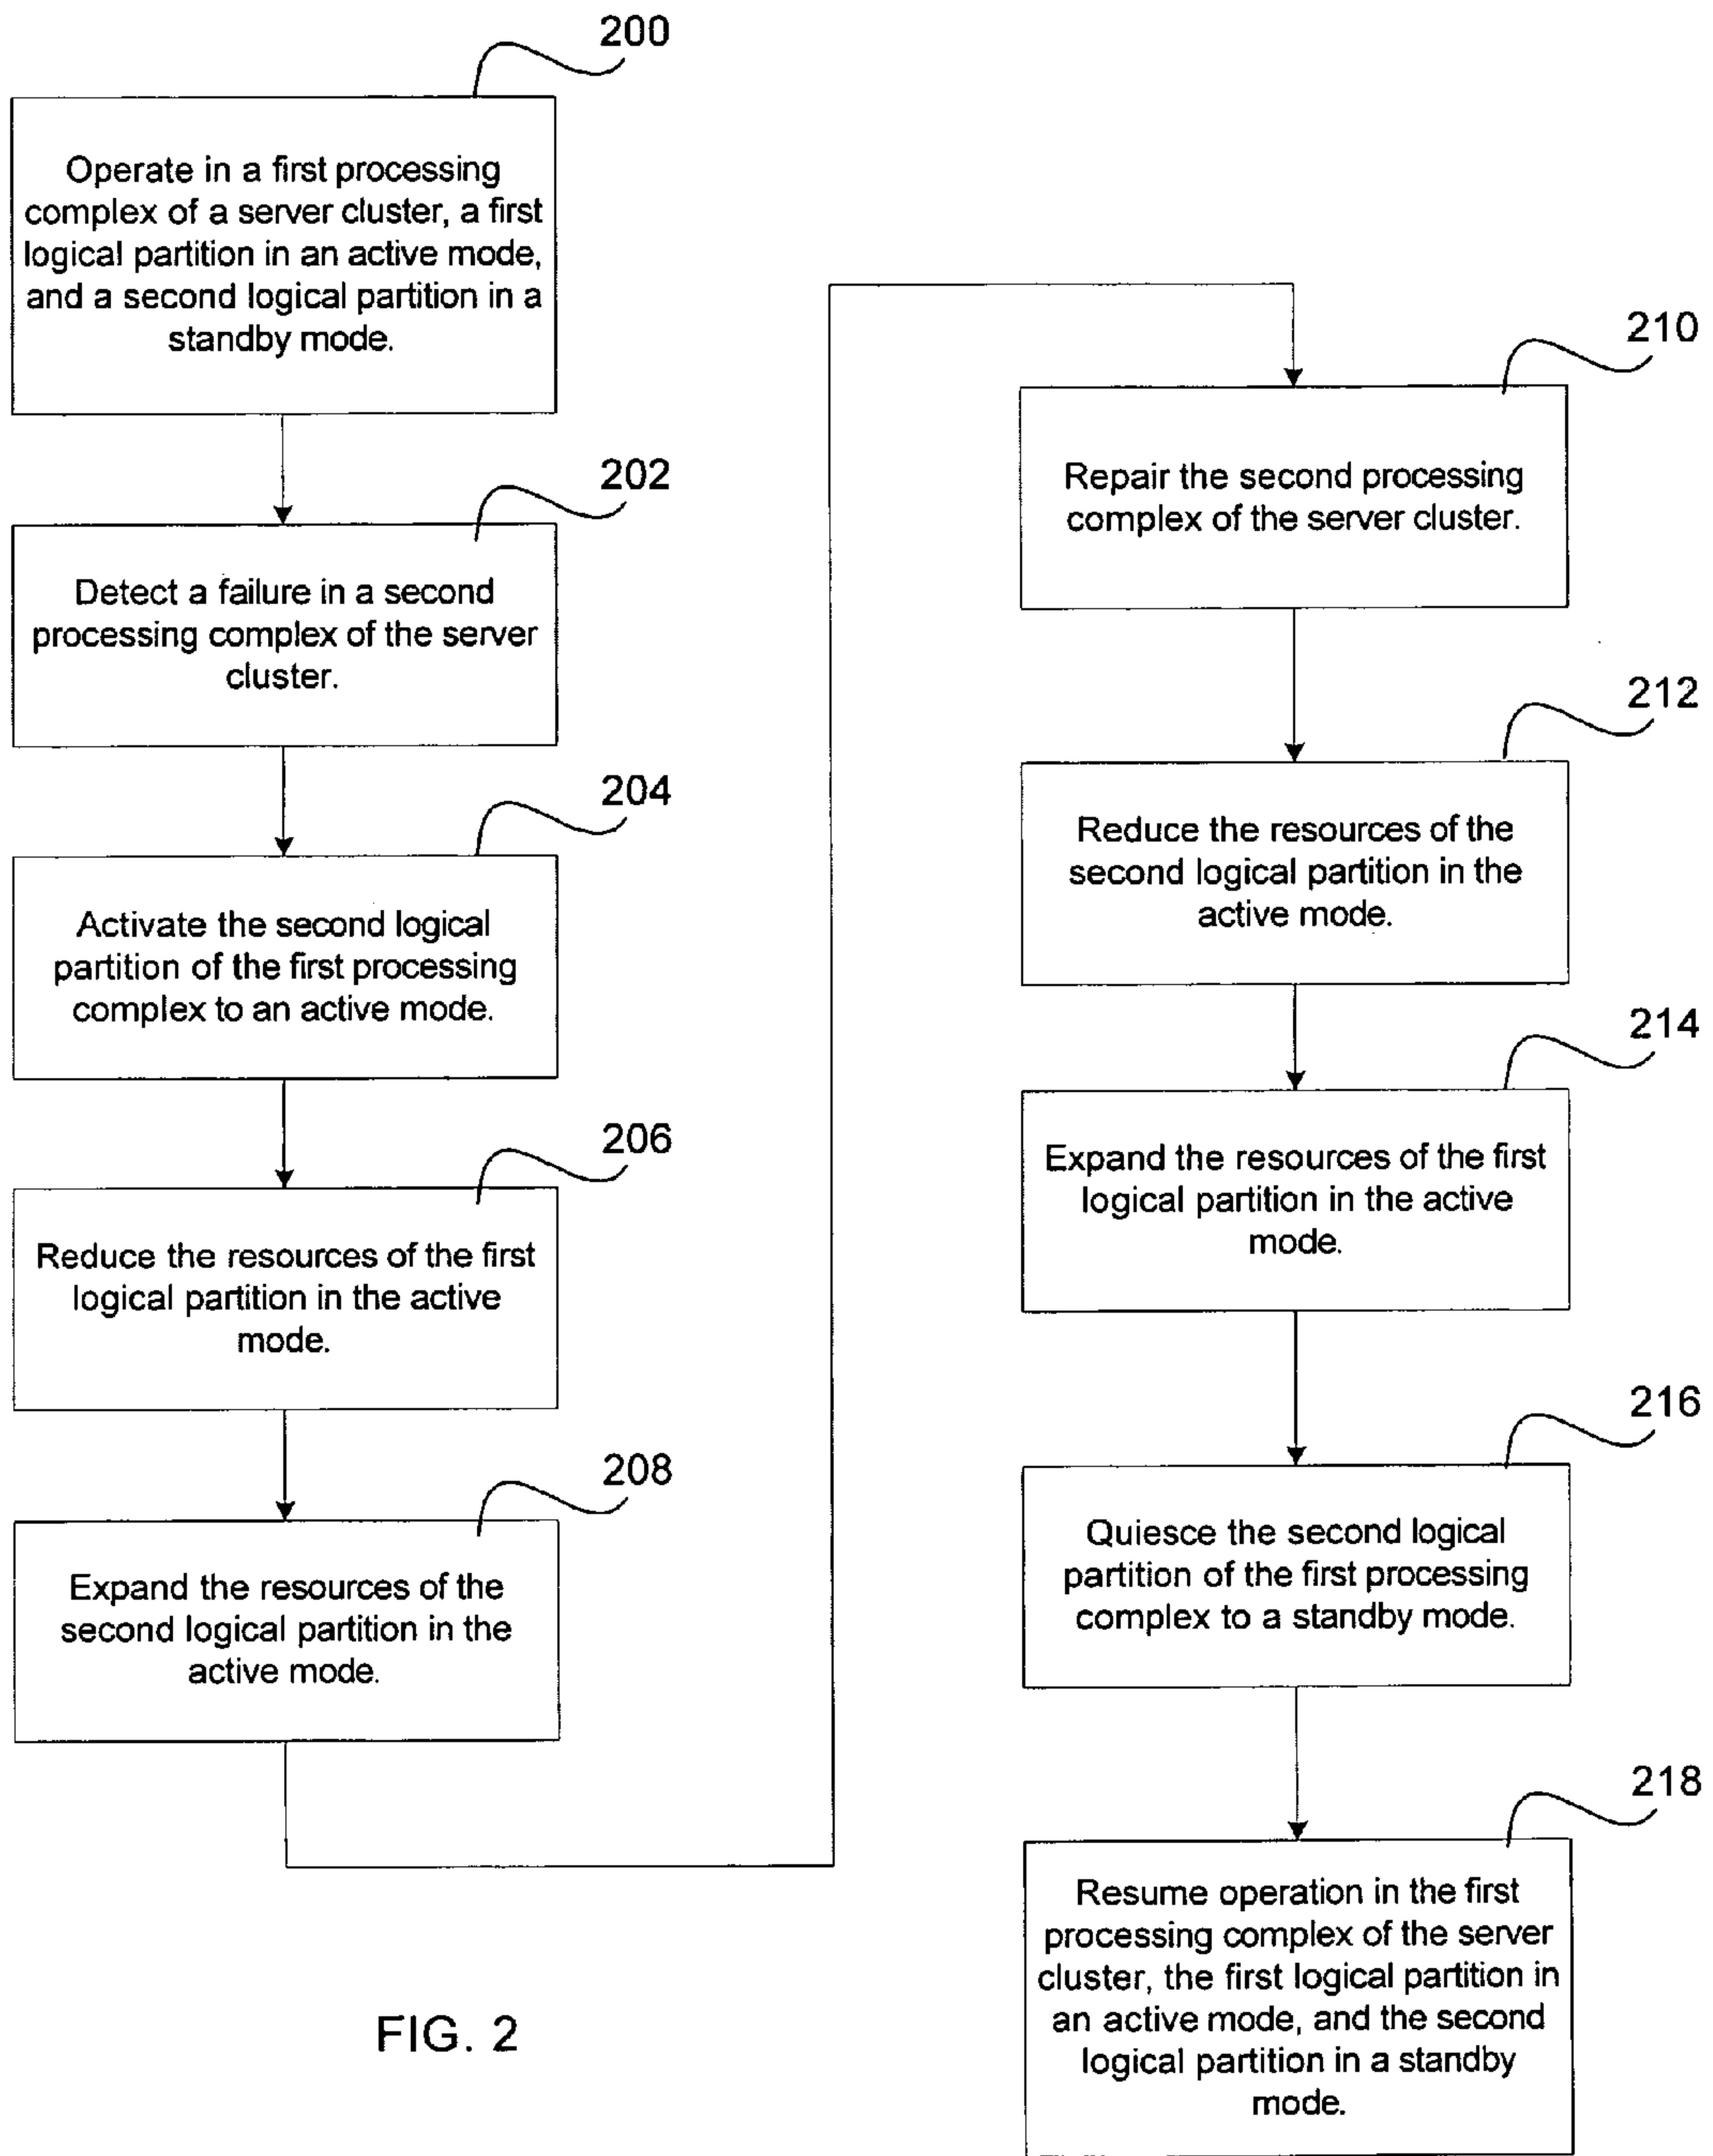 200
Operate in a first processing
complex of a server cluster, a first
logical partition in an active mode,
and a second logical partition in a
standby mode.
202
Detect a failure in a second
processing complex of the server
cluster.
204
Activate the second logical
partition of the first processing
complex to an active mode.
206
Reduce the resources of the first
logical partition in the active
mode.
208
Expand the resources of the
second logical partition in the
active mode.
210
Repair the second processing
complex of the server cluster.
212
Reduce the resources of the
second logical partition in the
active mode.
214
Expand the resources of the first
logical partition in the active
mode.
216
Quiesce the second logical
partition of the first processing
complex to a standby mode.
218
Resume operation in the first
processing complex of the server
cluster, the first logical partition in
an active mode, and the second
logical partition in a standby
mode.
FIG. 2